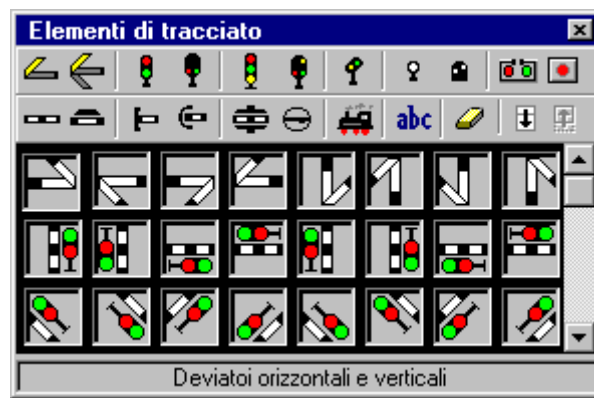 Elementi di tracciato
abc
Deviatoi orizzontali e verticali